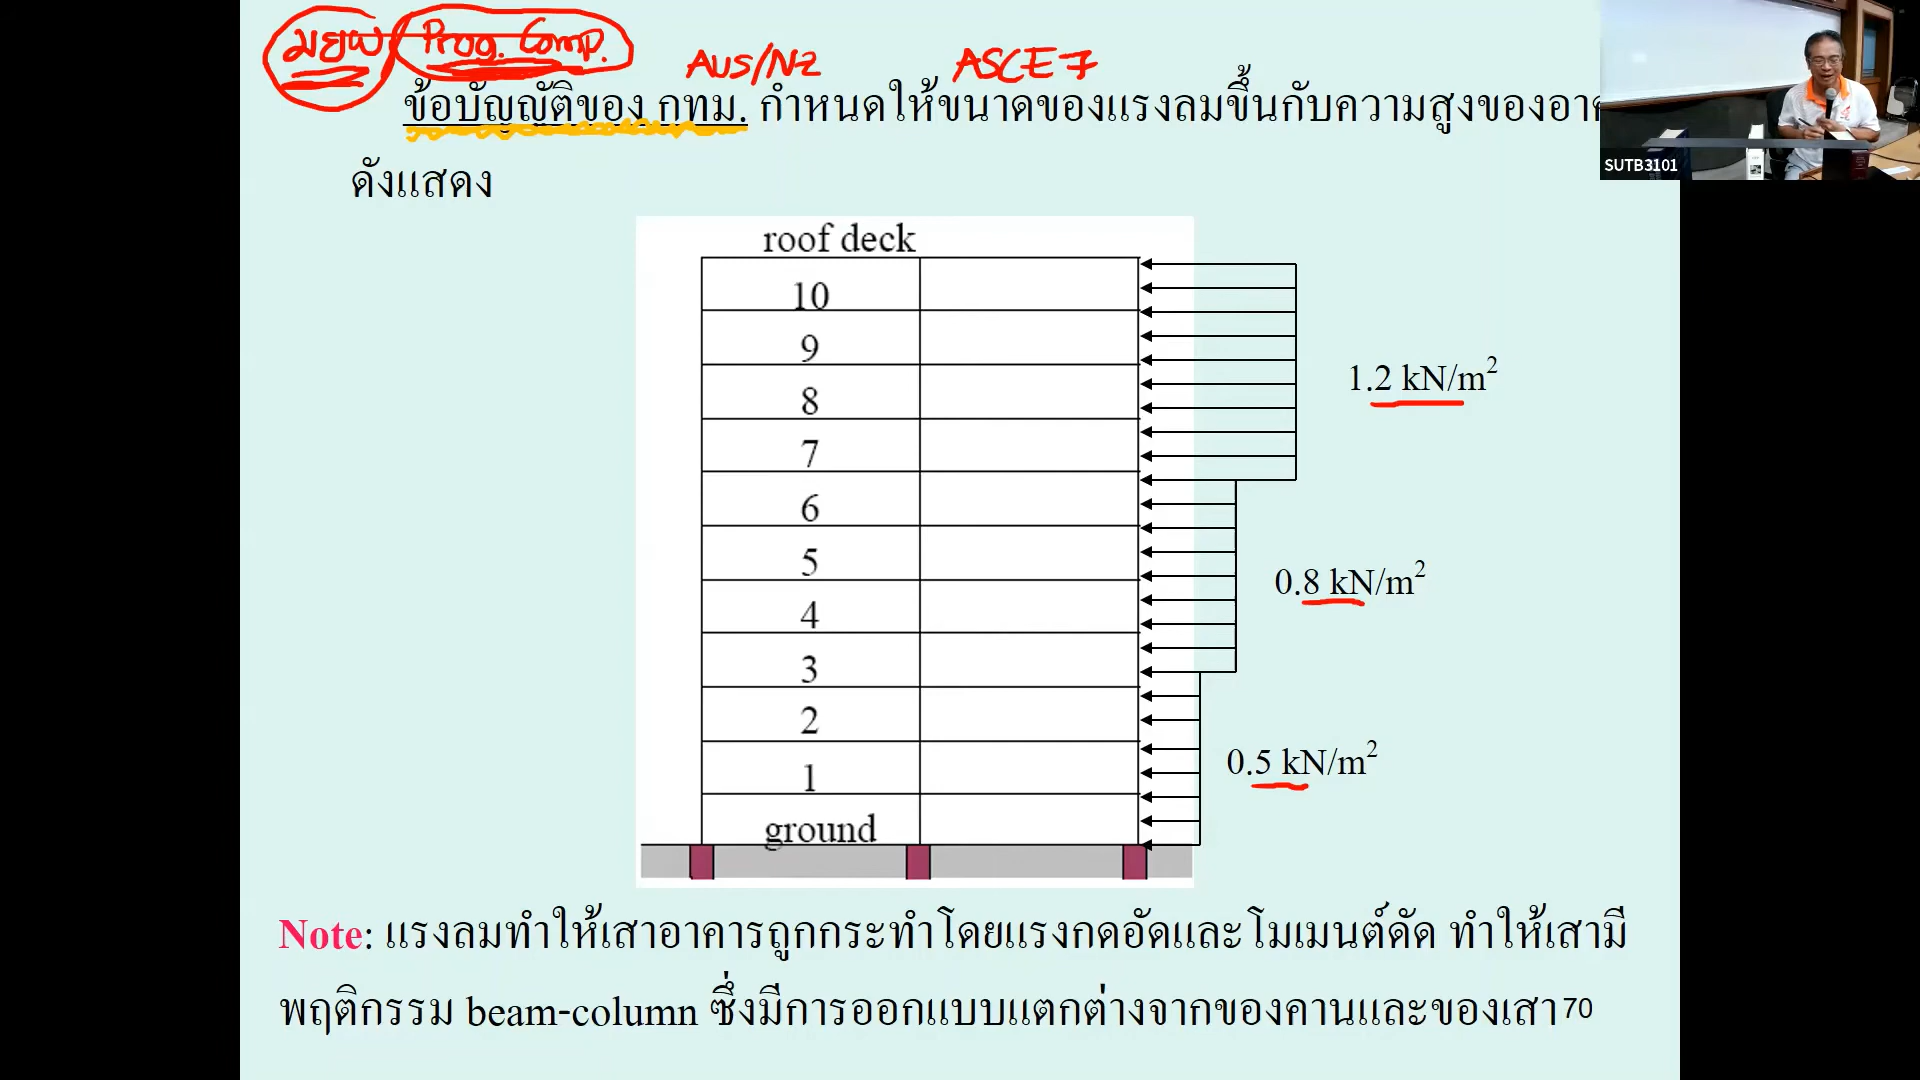 มยผ Prog. Comp.
AUS/NZ ASCE 7
ข้อบัญญัติของ กทม. กำหนดให้ขนาดของแรงลมขึ้นกับความสูงของอาค
ดังแสดง
SUTB3101
roof deck
10
9
8
7
6
5
4
3
2
1
ground
1.2 kN/m²
0.8 kN/m²
0.5 kN/m²
Note: แรงลมทำให้เสาอาคารถูกกระทำโดยแรงกดอัดและโมเมนต์ดัด ทำให้เสามี
พฤติกรรม beam-column ซึ่งมีการออกแบบแตกต่างจากของคานและของเสา 70